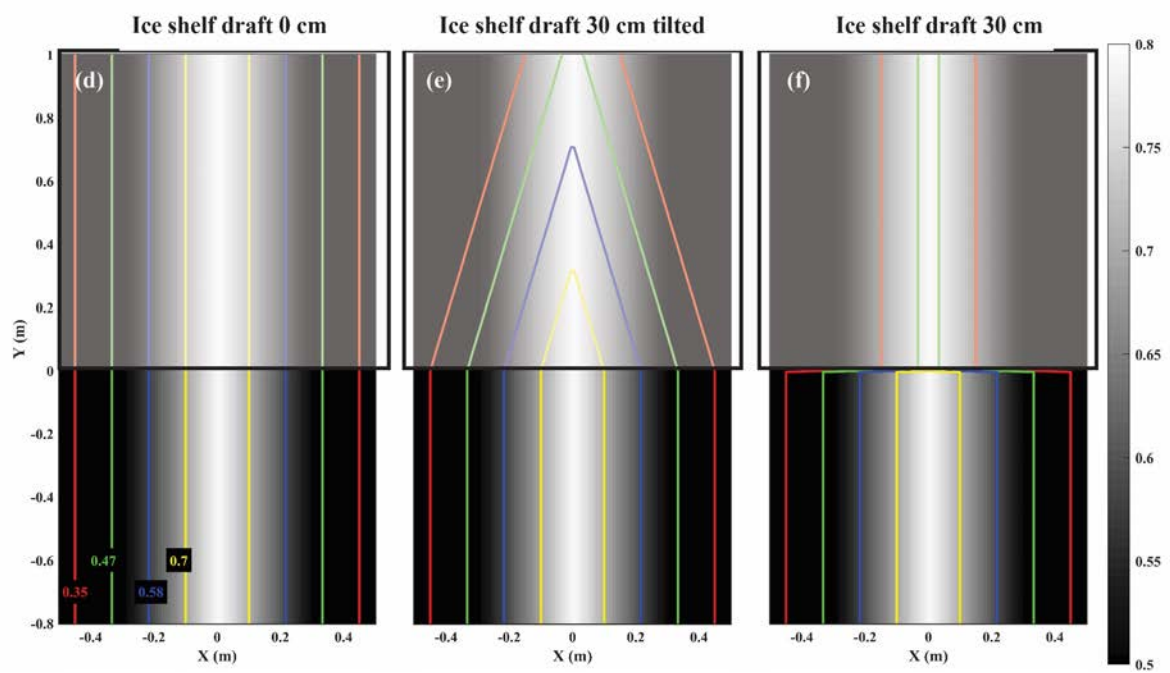 Ice shelf draft 0 cm
Ice shelf draft 30 cm tilted
Ice shelf draft 30 cm
(d)
(e)
(f)
1
0.8
0.6
0.4
0.2
0
-0.2
-0.4
-0.6
-0.8
Y (m)
0.47
0.7
0.35
0.58
-0.4 -0.2 0 0.2 0.4
-0.4 -0.2 0 0.2 0.4
-0.4 -0.2 0 0.2 0.4
X (m)
X (m)
X (m)
0.8
0.75
0.7
0.65
0.6
0.55
0.5